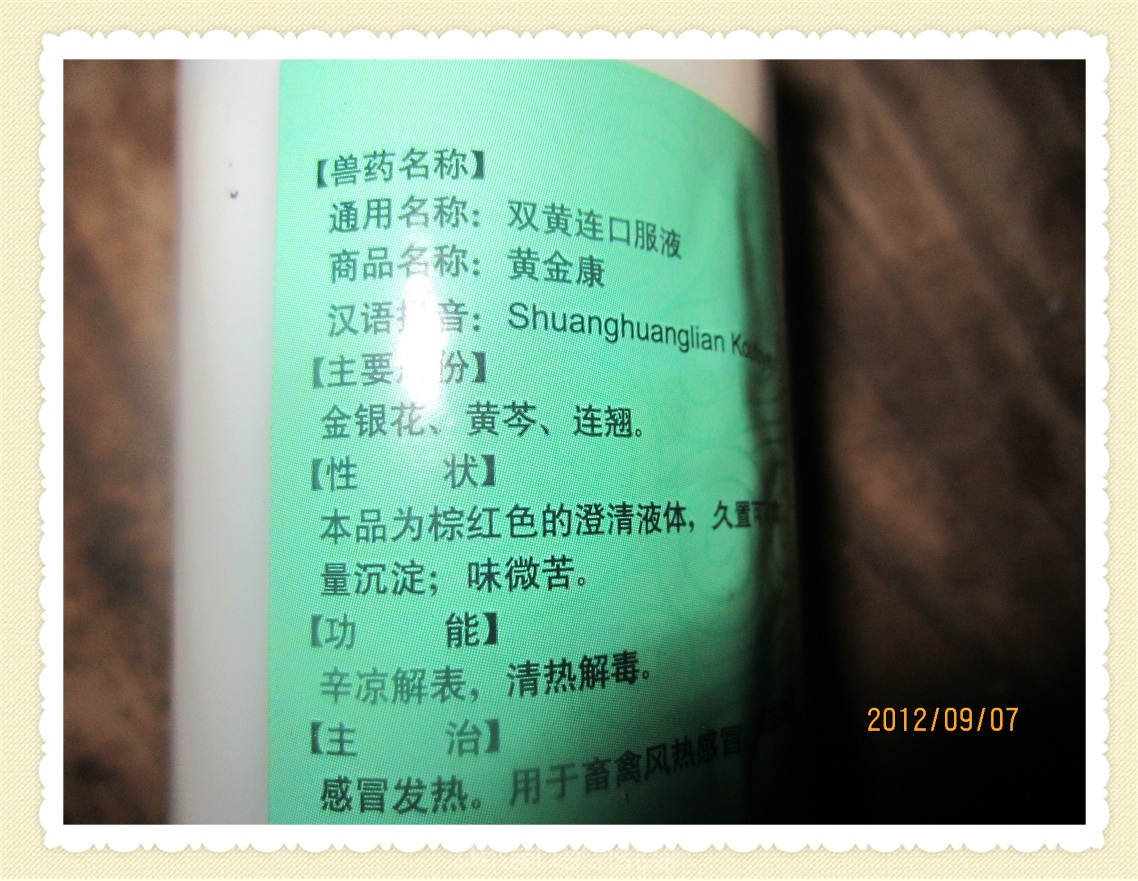 【兽药名称】
通用名称：双黄连口服液
商品名称：黄金康
汉语拼音：Shuanghuanglian
【主要成份】
金银花、黄芩、连翘。
【性 状】
本品为棕红色的澄清液体，久置可
量沉淀；味微苦。
【功 能】
辛凉解表，清热解毒。
【主 治】
感冒发热。用于畜禽风热感冒
2012/09/07